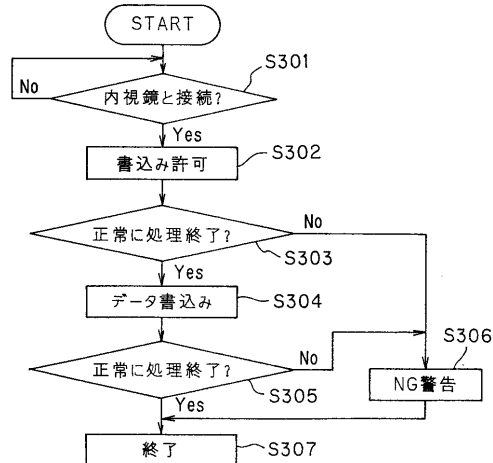 START
S301
No
内視鏡と接続?
Yes
S302
書込み許可
No
正常に処理終了?
S303
Yes
データ書込み
S304
S306
No
正常に処理終了?
NG警告
S305
Yes
終了
S307